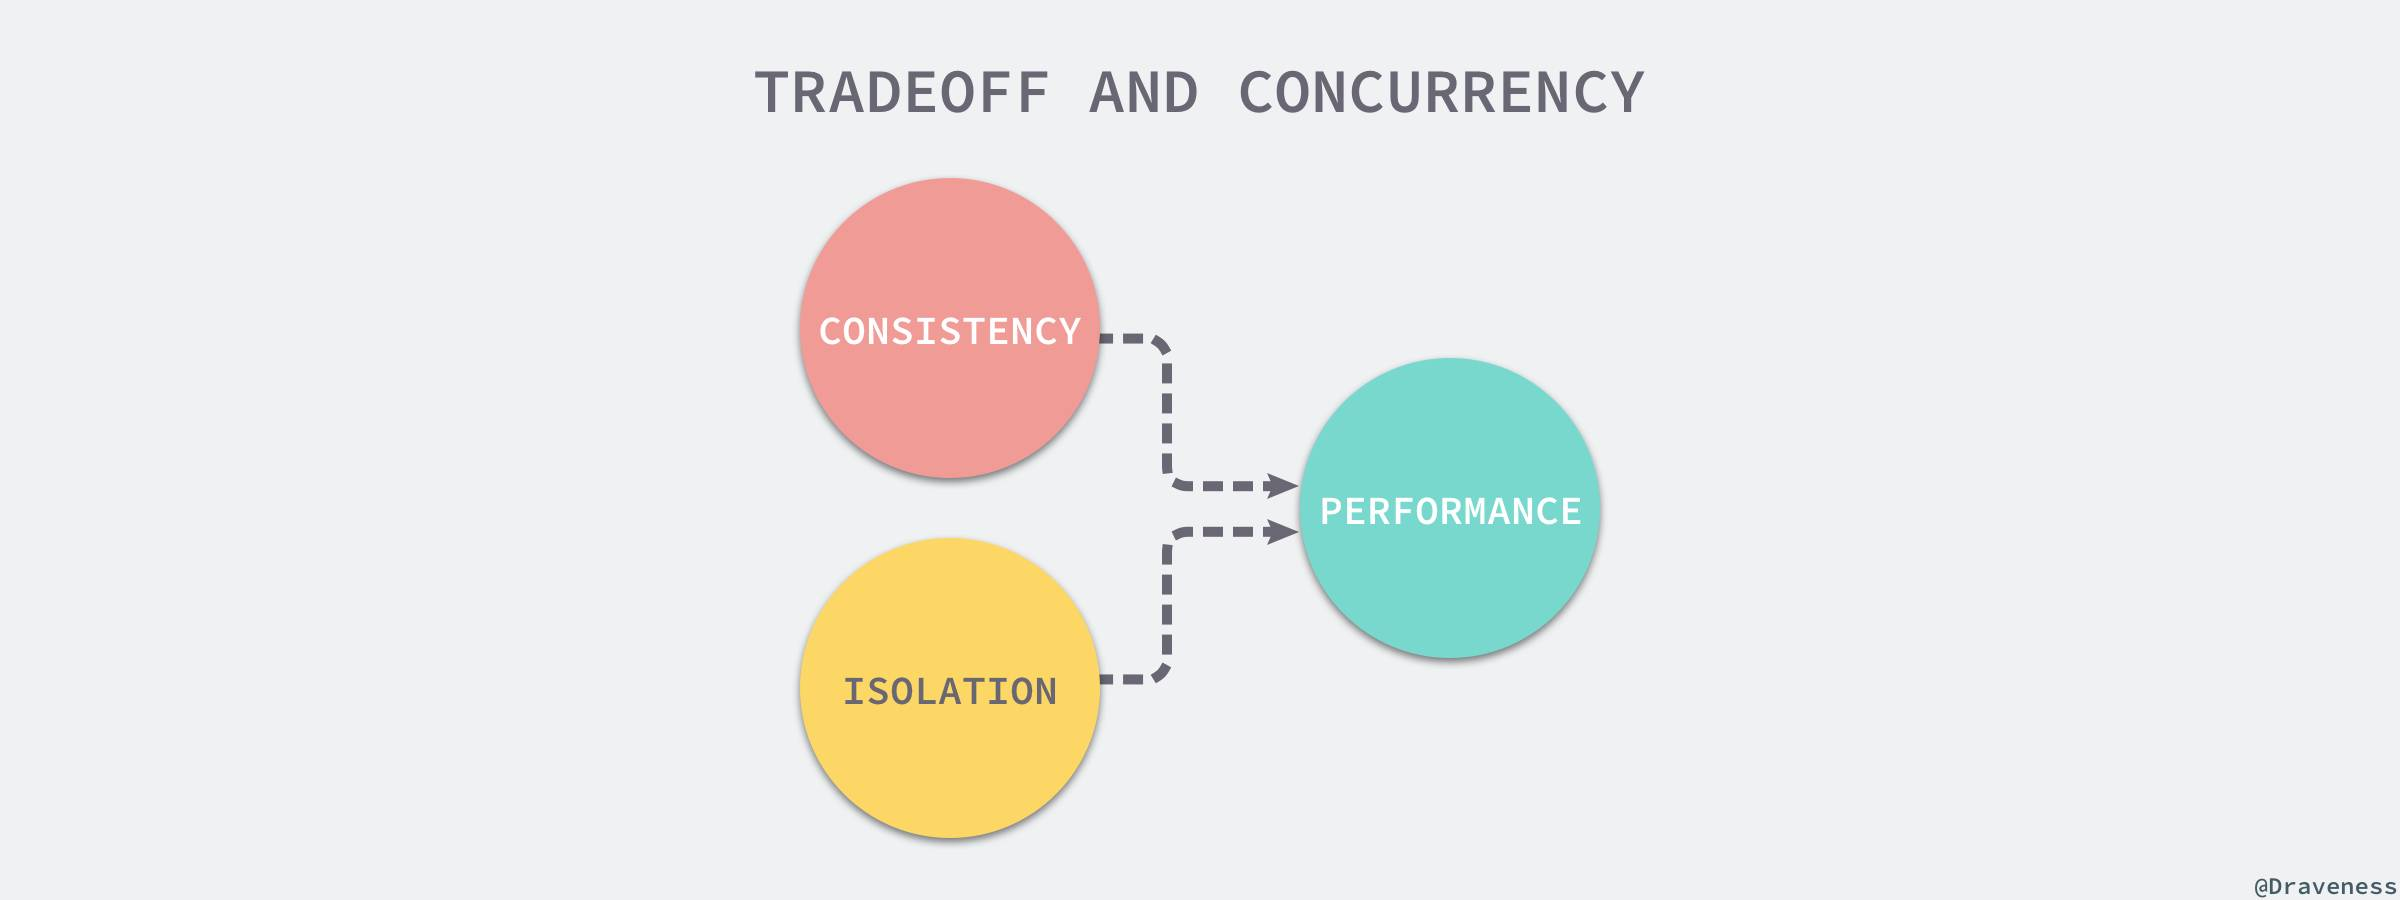 TRADEOFF AND CONCURRENCY
CONSISTENCY
PERFORMANCE
ISOLATION
@Draveness